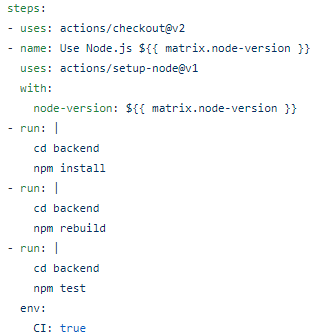 steps:
- uses: actions/checkout@v2
- name: Use Node.js ${{ matrix.node-version }}
  uses: actions/setup-node@v1
  with:
    node-version: ${{ matrix.node-version }}
- run: |
    cd backend
    npm install
- run: |
    cd backend
    npm rebuild
- run: |
    cd backend
    npm test
  env:
    CI: true